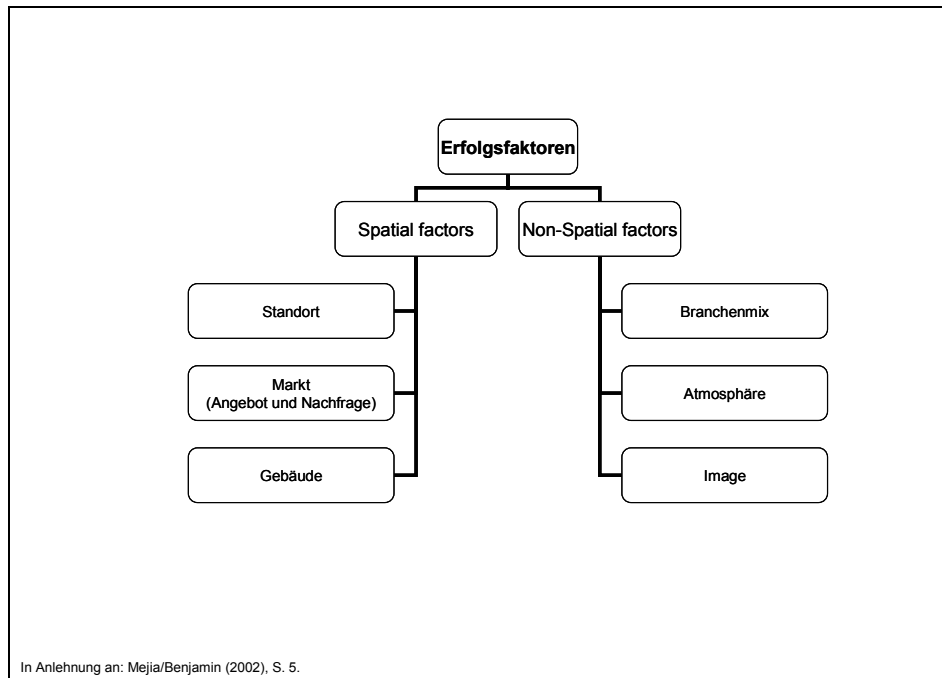 Erfolgsfaktoren
Spatial factors
Non-Spatial factors
Standort
Branchenmix
Markt
(Angebot und Nachfrage)
Atmosphäre
Gebäude
Image
In Anlehnung an: Mejia/Benjamin (2002), S. 5.